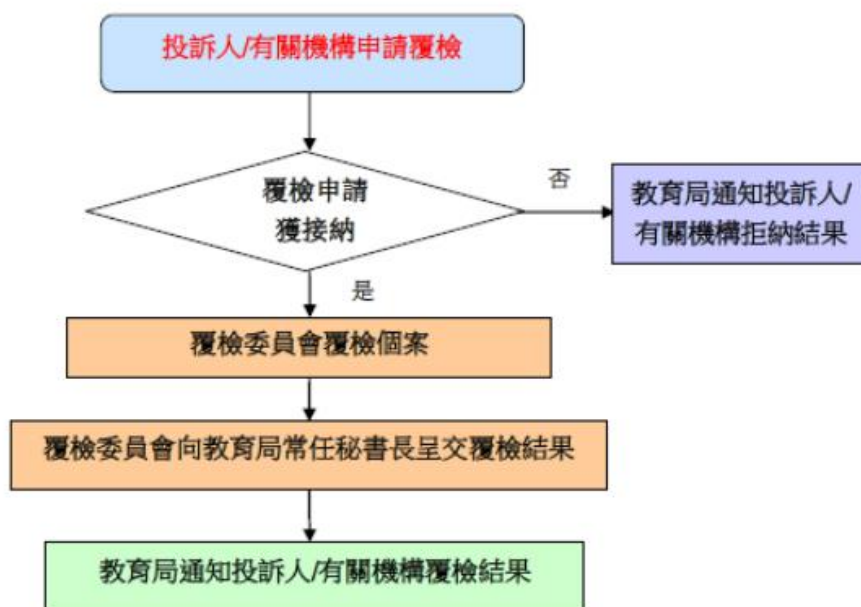 投訴人/有關機構申請覆檢
覆檢申請
獲接納
否
教育局通知投訴人/
有關機構拒納結果
是
覆檢委員會覆檢個案
覆檢委員會向教育局常任秘書長呈交覆檢結果
教育局通知投訴人/有關機構覆檢結果